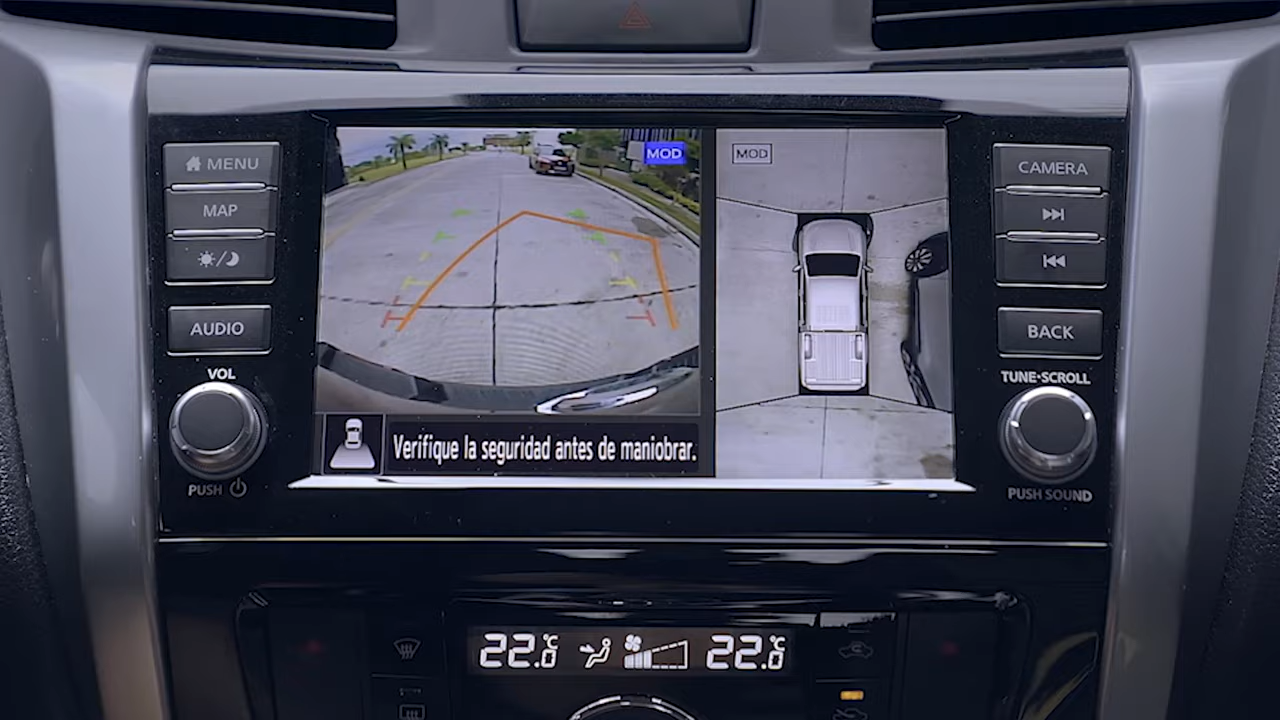 MENU
MAP
AUDIO
VOL
PUSH
MOD
MOD
Verifique la seguridad antes de maniobrar.
CAMERA
BACK
TUNE•SCROLL
PUSH SOUND
22.0°C
22.0°C